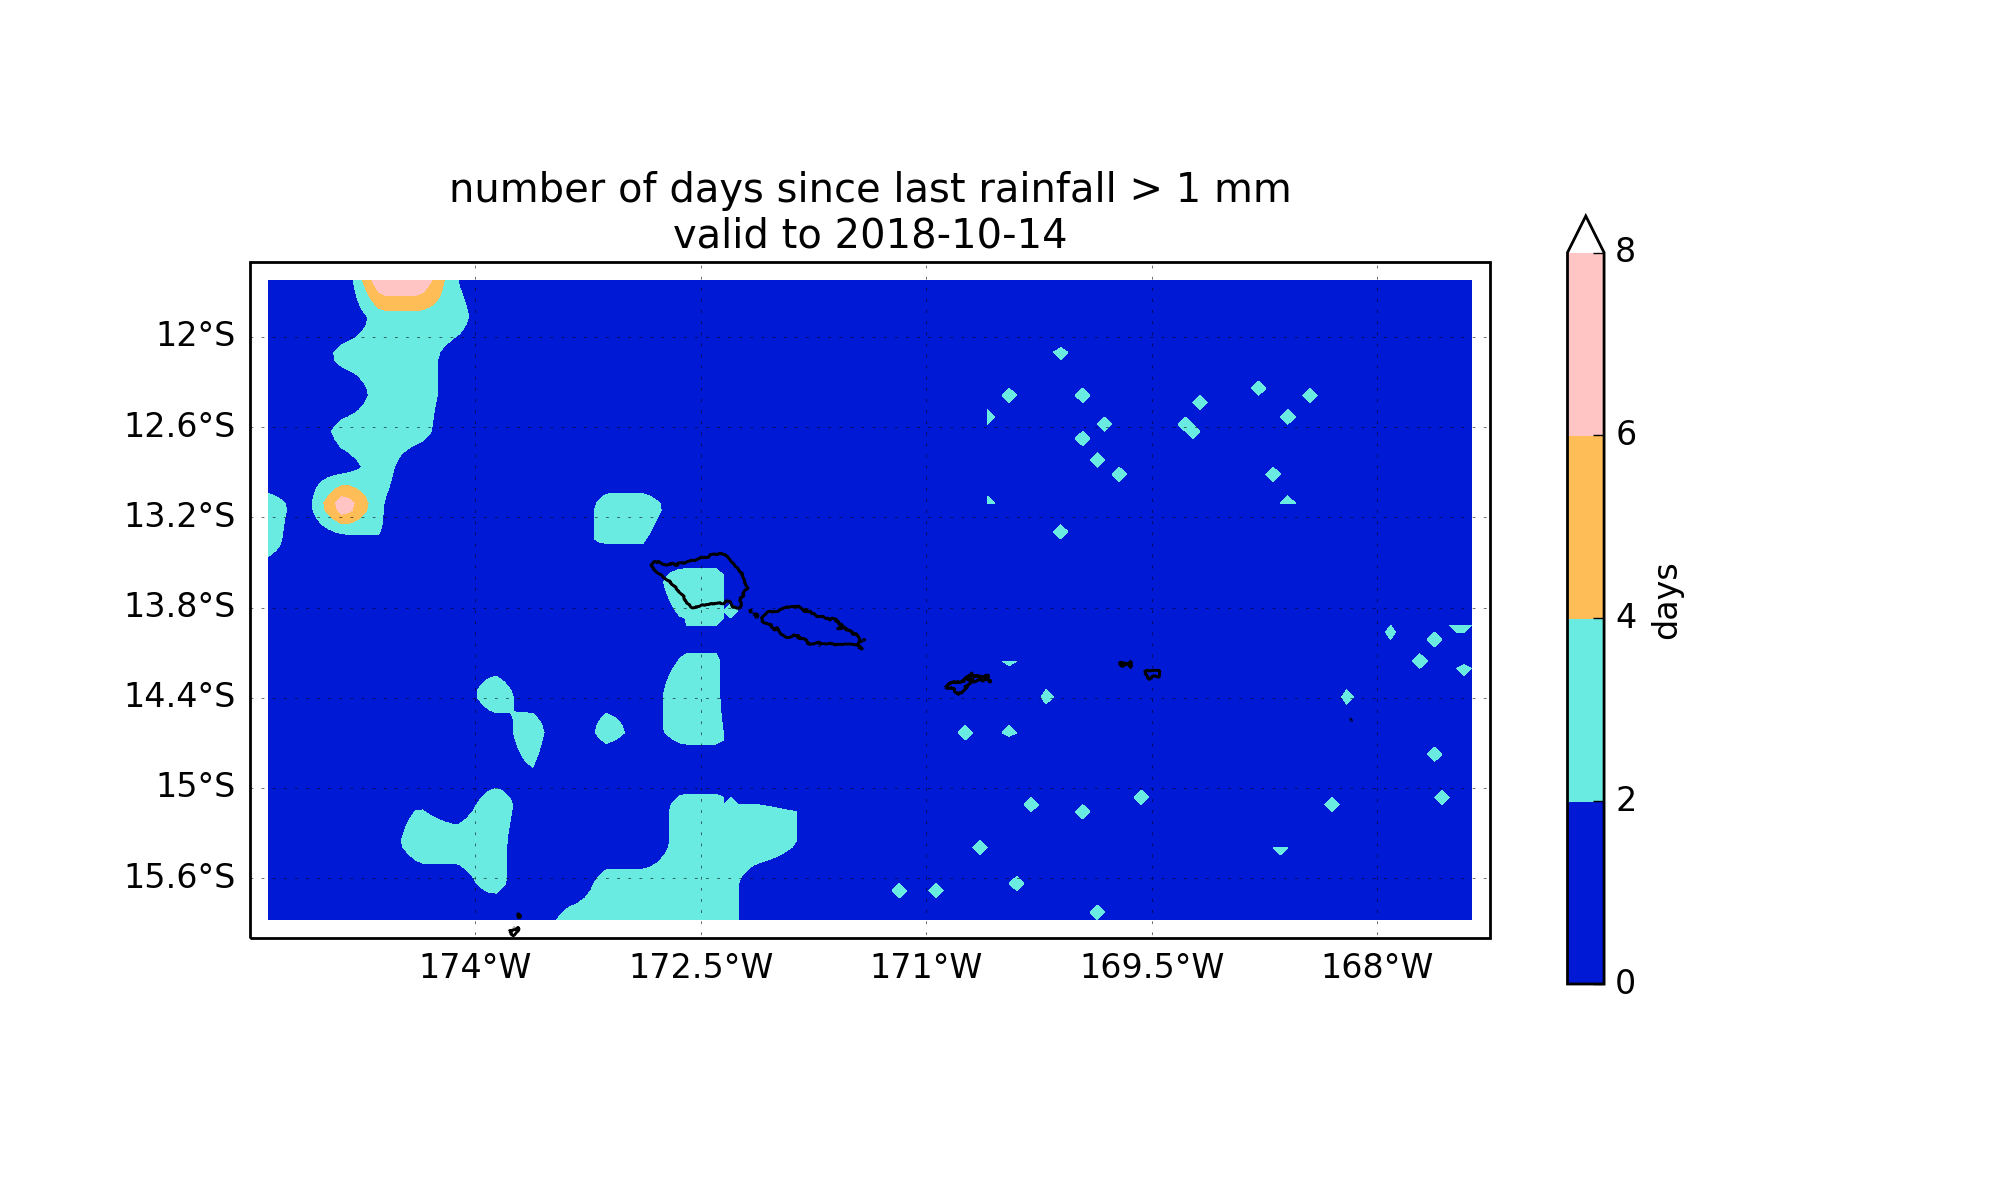 number of days since last rainfall > 1 mm
valid to 2018-10-14
12°S
12.6°S
13.2°S
13.8°S
14.4°S
15°S
15.6°S
174°W
172.5°W
171°W
169.5°W
168°W
8
6
4
2
0
days